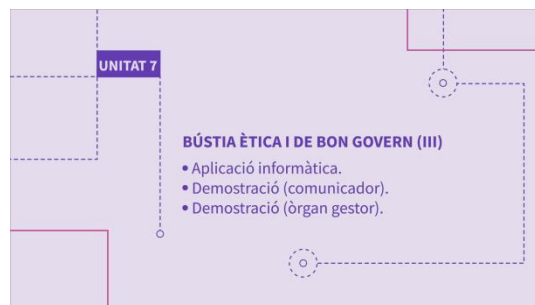 UNITAT 7
BÚSTIA ÈTICA I DE BON GOVERN (III)
• Aplicació informàtica.
• Demostració (comunicador).
• Demostració (òrgan gestor).